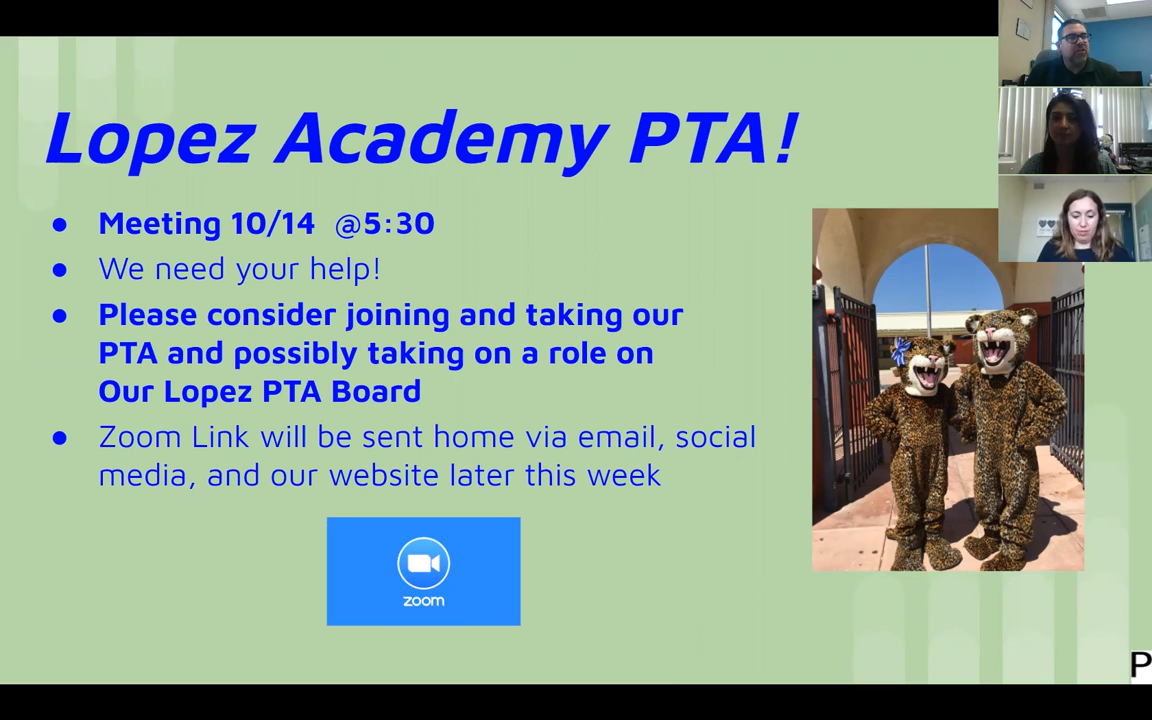 Lopez Academy PTA!
● Meeting 10/14 @5:30
● We need your help!
● Please consider joining and taking our
PTA and possibly taking on a role on
Our Lopez PTA Board
● Zoom Link will be sent home via email, social
media, and our website later this week
zoom
P